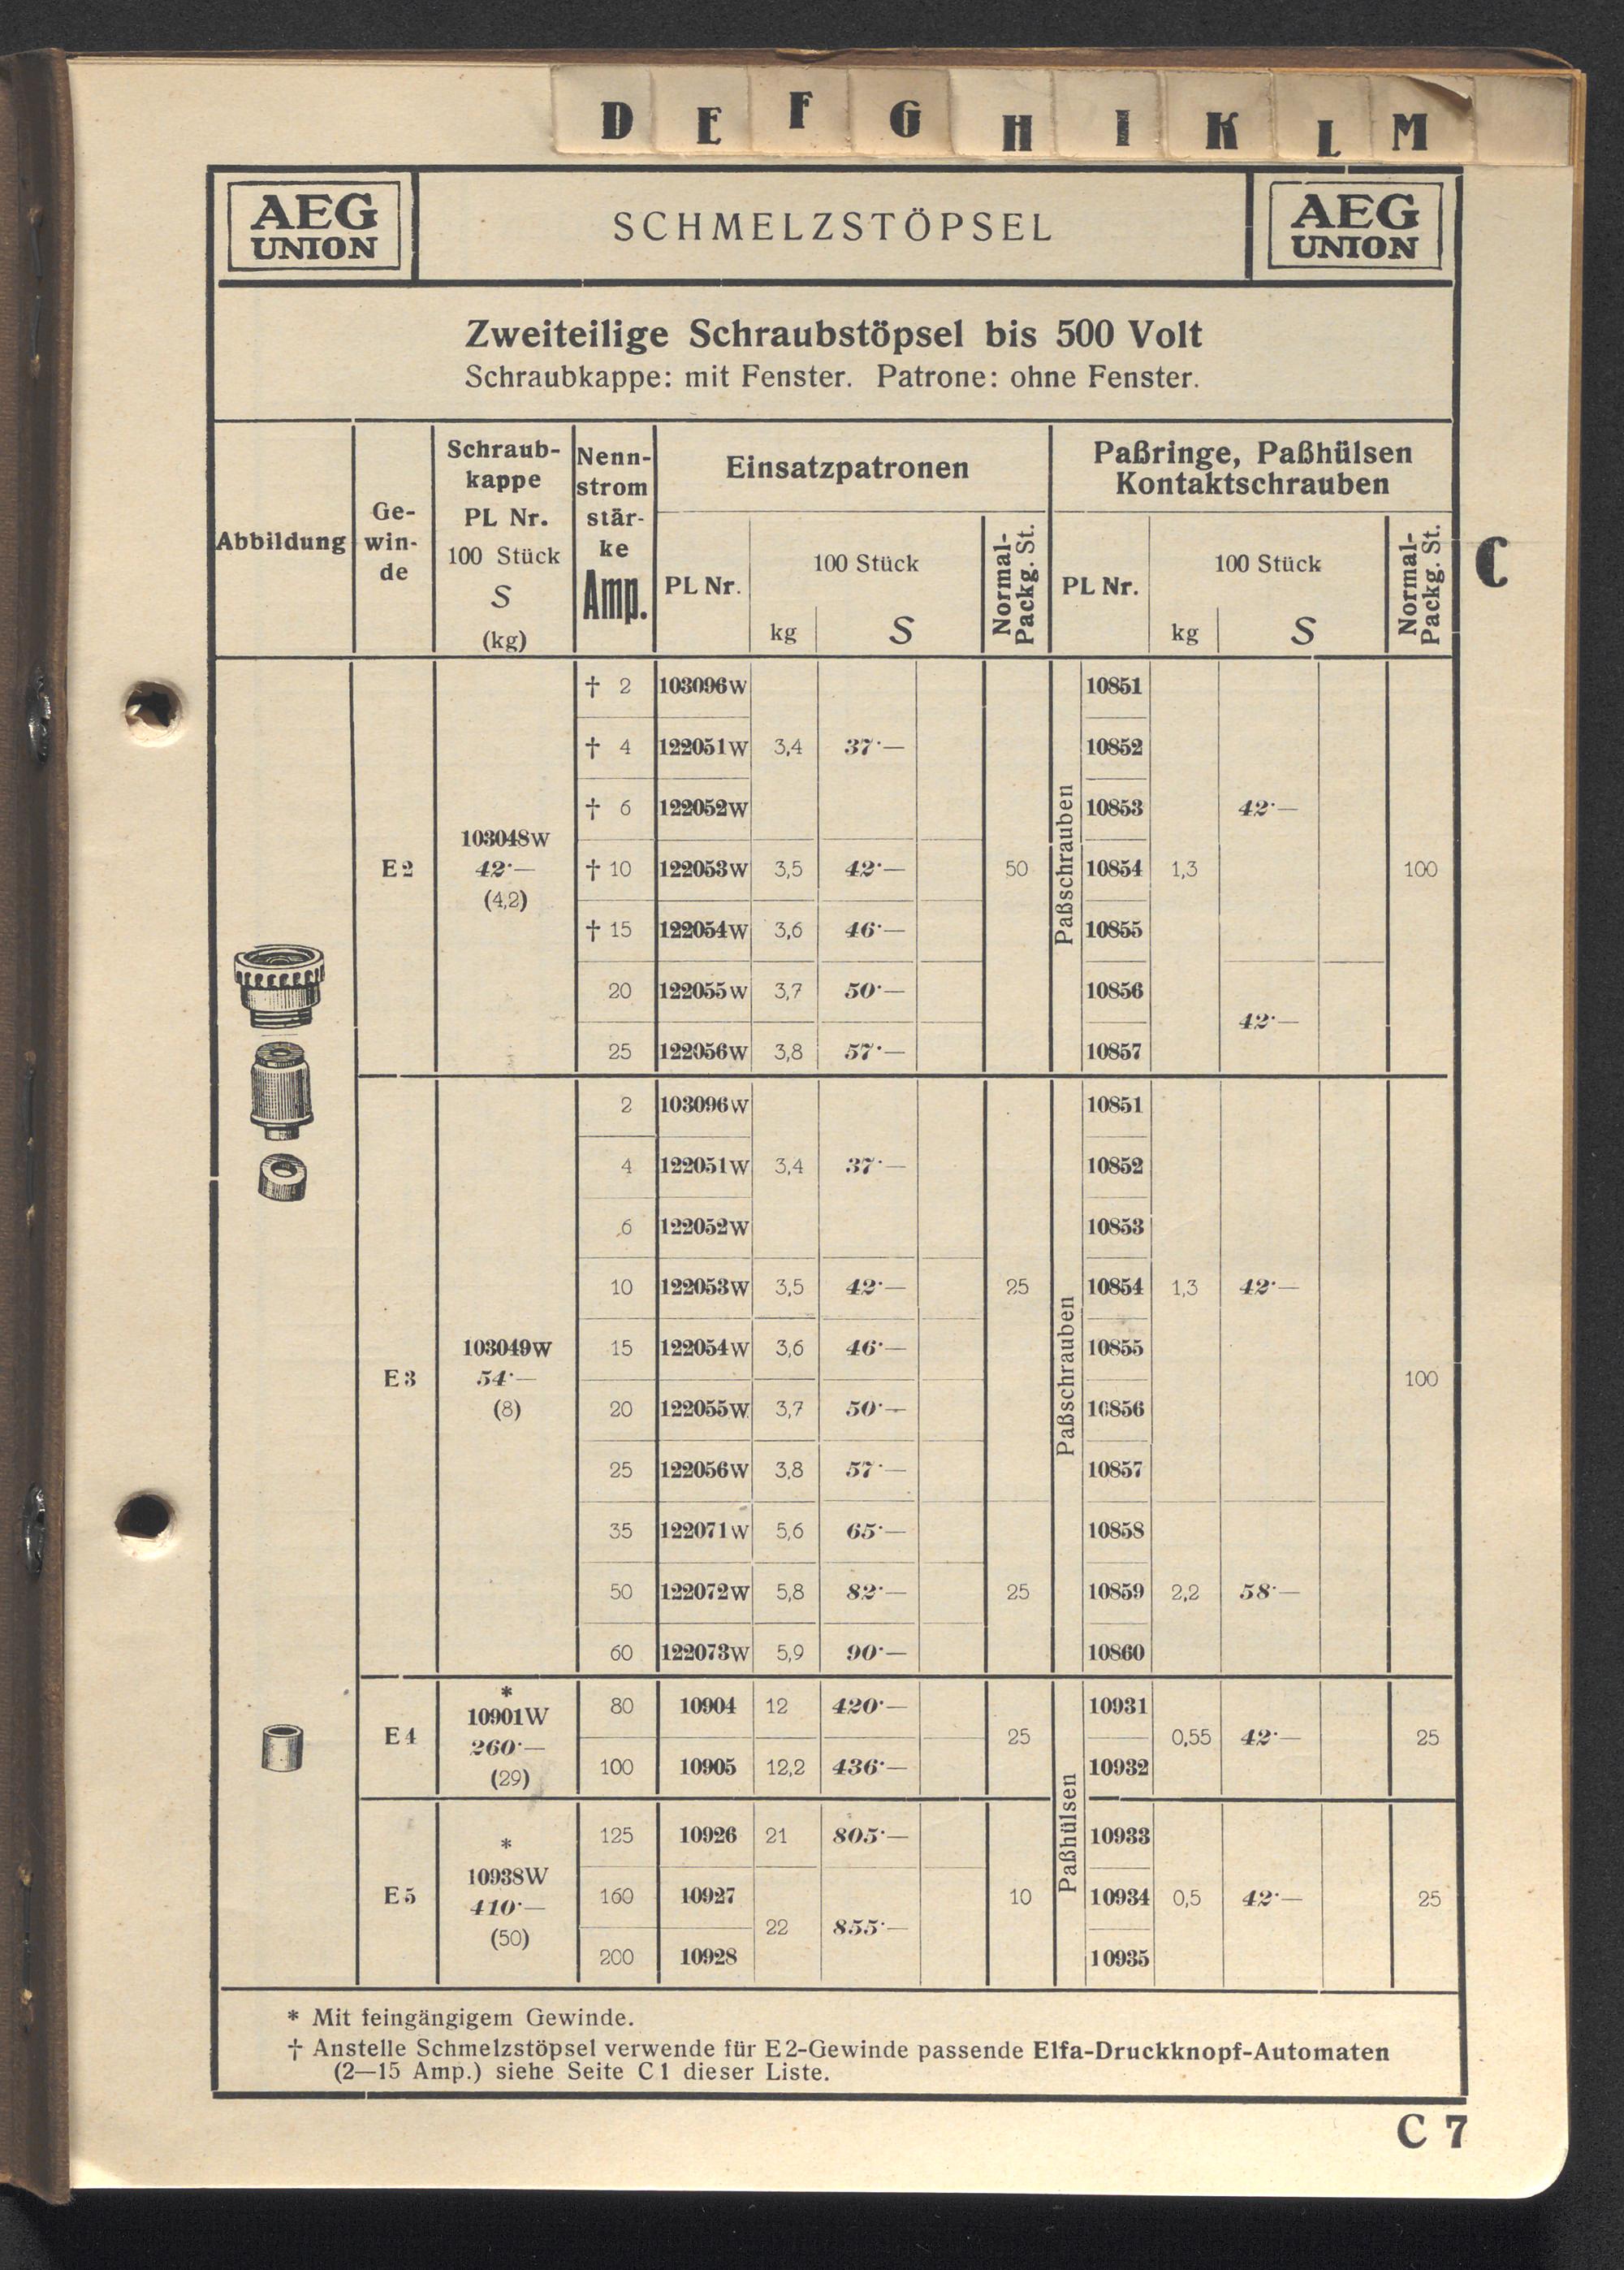 D E F G H I K L M
AEG
UNION
SCHMELZSTÖPSEL
AEG
UNION
Zweiteilige Schraubstöpsel bis 500 Volt
Schraubkappe: mit Fenster. Patrone: ohne Fenster.
Abbildung
Ge-
win-
de
Schraub-
kappe
PL Nr.
100 Stück
S
(kg)
Nenn-
strom
stär-
ke
Amp.
Einsatzpatronen
PL Nr.
100 Stück
kg S
Normal-
Packg. St.
Paßringe, Paßhülsen
Kontaktschrauben
PL Nr.
100 Stück
kg S
Normal-
Packg. St.
C
E2
103048W
42·—
(4,2)
† 2 103096W 10851
† 4 122051W 3,4 37·— 10852
† 6 122052W 10853 42·—
† 10 122053W 3,5 42·— 50 Paßschrauben 10854 1,3 100
† 15 122054W 3,6 46·— 10855
20 122055W 3,7 50·— 10856
42·—
25 122056W 3,8 57·— 10857
E3
103049W
54·—
(8)
2 103096W 10851
4 122051W 3,4 37·— 10852
6 122052W 10853
10 122053W 3,5 42·— 25 10854 1,3 42·—
15 122054W 3,6 46·— Paßschrauben 10855
100
20 122055W 3,7 50·— 10856
25 122056W 3,8 57·— 10857
35 122071W 5,6 65·— 10858
50 122072W 5,8 82·— 25 10859 2,2 58·—
60 122073W 5,9 90·— 10860
E4
*
10901W
260·—
(29)
80 10904 12 420·— 10931
25 0,55 42·— 25
100 10905 12,2 436·— 10932
E5
*
10938W
410·—
(50)
125 10926 21 805·— Paßhülsen 10933
160 10927 10 10934 0,5 42·— 25
22 855·—
200 10928 10935
* Mit feingängigem Gewinde.
† Anstelle Schmelzstöpsel verwende für E2-Gewinde passende Elfa-Druckknopf-Automaten
(2—15 Amp.) siehe Seite C1 dieser Liste.
C 7